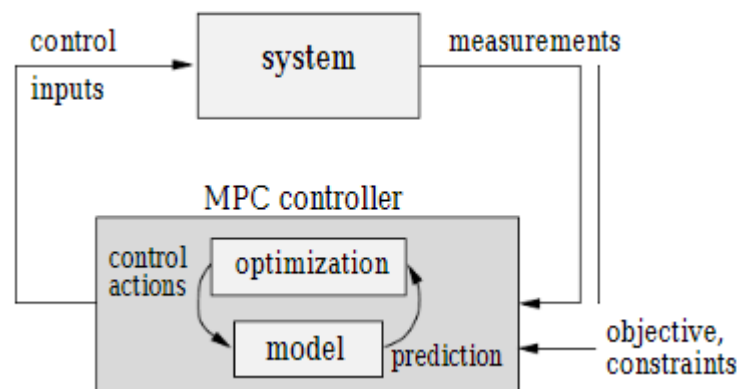 control
inputs
system
measurements
MPC controller
control
actions
optimization
model
prediction
objective,
constraints